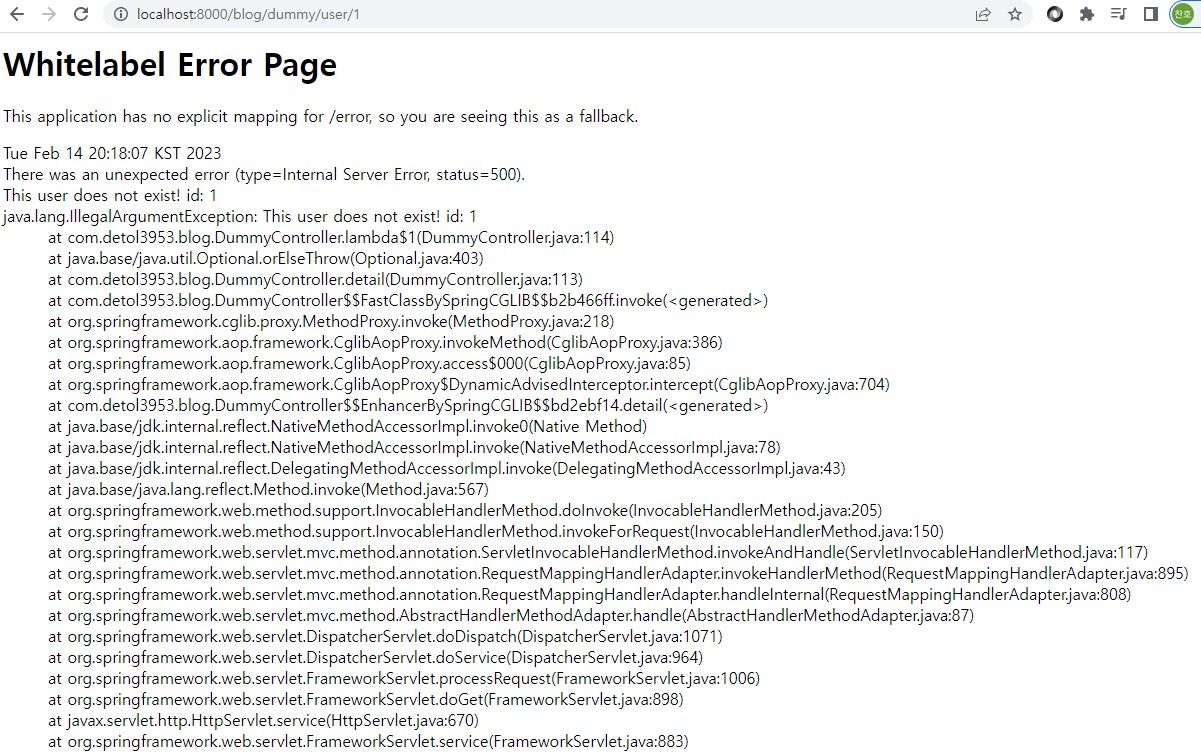 localhost:8000/blog/dummy/user/1
찬호
Whitelabel Error Page
This application has no explicit mapping for /error, so you are seeing this as a fallback.
Tue Feb 14 20:18:07 KST 2023
There was an unexpected error (type=Internal Server Error, status=500).
This user does not exist! id: 1
java.lang.IllegalArgumentException: This user does not exist! id: 1
at com.detol3953.blog.DummyController.lambda$1(DummyController.java:114)
at java.base/java.util.Optional.orElseThrow(Optional.java:403)
at com.detol3953.blog.DummyController.detail(DummyController.java:113)
at com.detol3953.blog.DummyController$$FastClassBySpringCGLIB$$b2b466ff.invoke(<generated>)
at org.springframework.cglib.proxy.MethodProxy.invoke(MethodProxy.java:218)
at org.springframework.aop.framework.CglibAopProxy.invokeMethod(CglibAopProxy.java:386)
at org.springframework.aop.framework.CglibAopProxy.access$000(CglibAopProxy.java:85)
at org.springframework.aop.framework.CglibAopProxy$DynamicAdvisedInterceptor.intercept(CglibAopProxy.java:704)
at com.detol3953.blog.DummyController$$EnhancerBySpringCGLIB$$bd2ebf14.detail(<generated>)
at java.base/jdk.internal.reflect.NativeMethodAccessorImpl.invoke0(Native Method)
at java.base/jdk.internal.reflect.NativeMethodAccessorImpl.invoke(NativeMethodAccessorImpl.java:78)
at java.base/jdk.internal.reflect.DelegatingMethodAccessorImpl.invoke(DelegatingMethodAccessorImpl.java:43)
at java.base/java.lang.reflect.Method.invoke(Method.java:567)
at org.springframework.web.method.support.InvocableHandlerMethod.doInvoke(InvocableHandlerMethod.java:205)
at org.springframework.web.method.support.InvocableHandlerMethod.invokeForRequest(InvocableHandlerMethod.java:150)
at org.springframework.web.servlet.mvc.method.annotation.ServletInvocableHandlerMethod.invokeAndHandle(ServletInvocableHandlerMethod.java:117)
at org.springframework.web.servlet.mvc.method.annotation.RequestMappingHandlerAdapter.invokeHandlerMethod(RequestMappingHandlerAdapter.java:895)
at org.springframework.web.servlet.mvc.method.annotation.RequestMappingHandlerAdapter.handleInternal(RequestMappingHandlerAdapter.java:808)
at org.springframework.web.servlet.mvc.method.AbstractHandlerMethodAdapter.handle(AbstractHandlerMethodAdapter.java:87)
at org.springframework.web.servlet.DispatcherServlet.doDispatch(DispatcherServlet.java:1071)
at org.springframework.web.servlet.DispatcherServlet.doService(DispatcherServlet.java:964)
at org.springframework.web.servlet.FrameworkServlet.processRequest(FrameworkServlet.java:1006)
at org.springframework.web.servlet.FrameworkServlet.doGet(FrameworkServlet.java:898)
at javax.servlet.http.HttpServlet.service(HttpServlet.java:670)
at org.springframework.web.servlet.FrameworkServlet.service(FrameworkServlet.java:883)